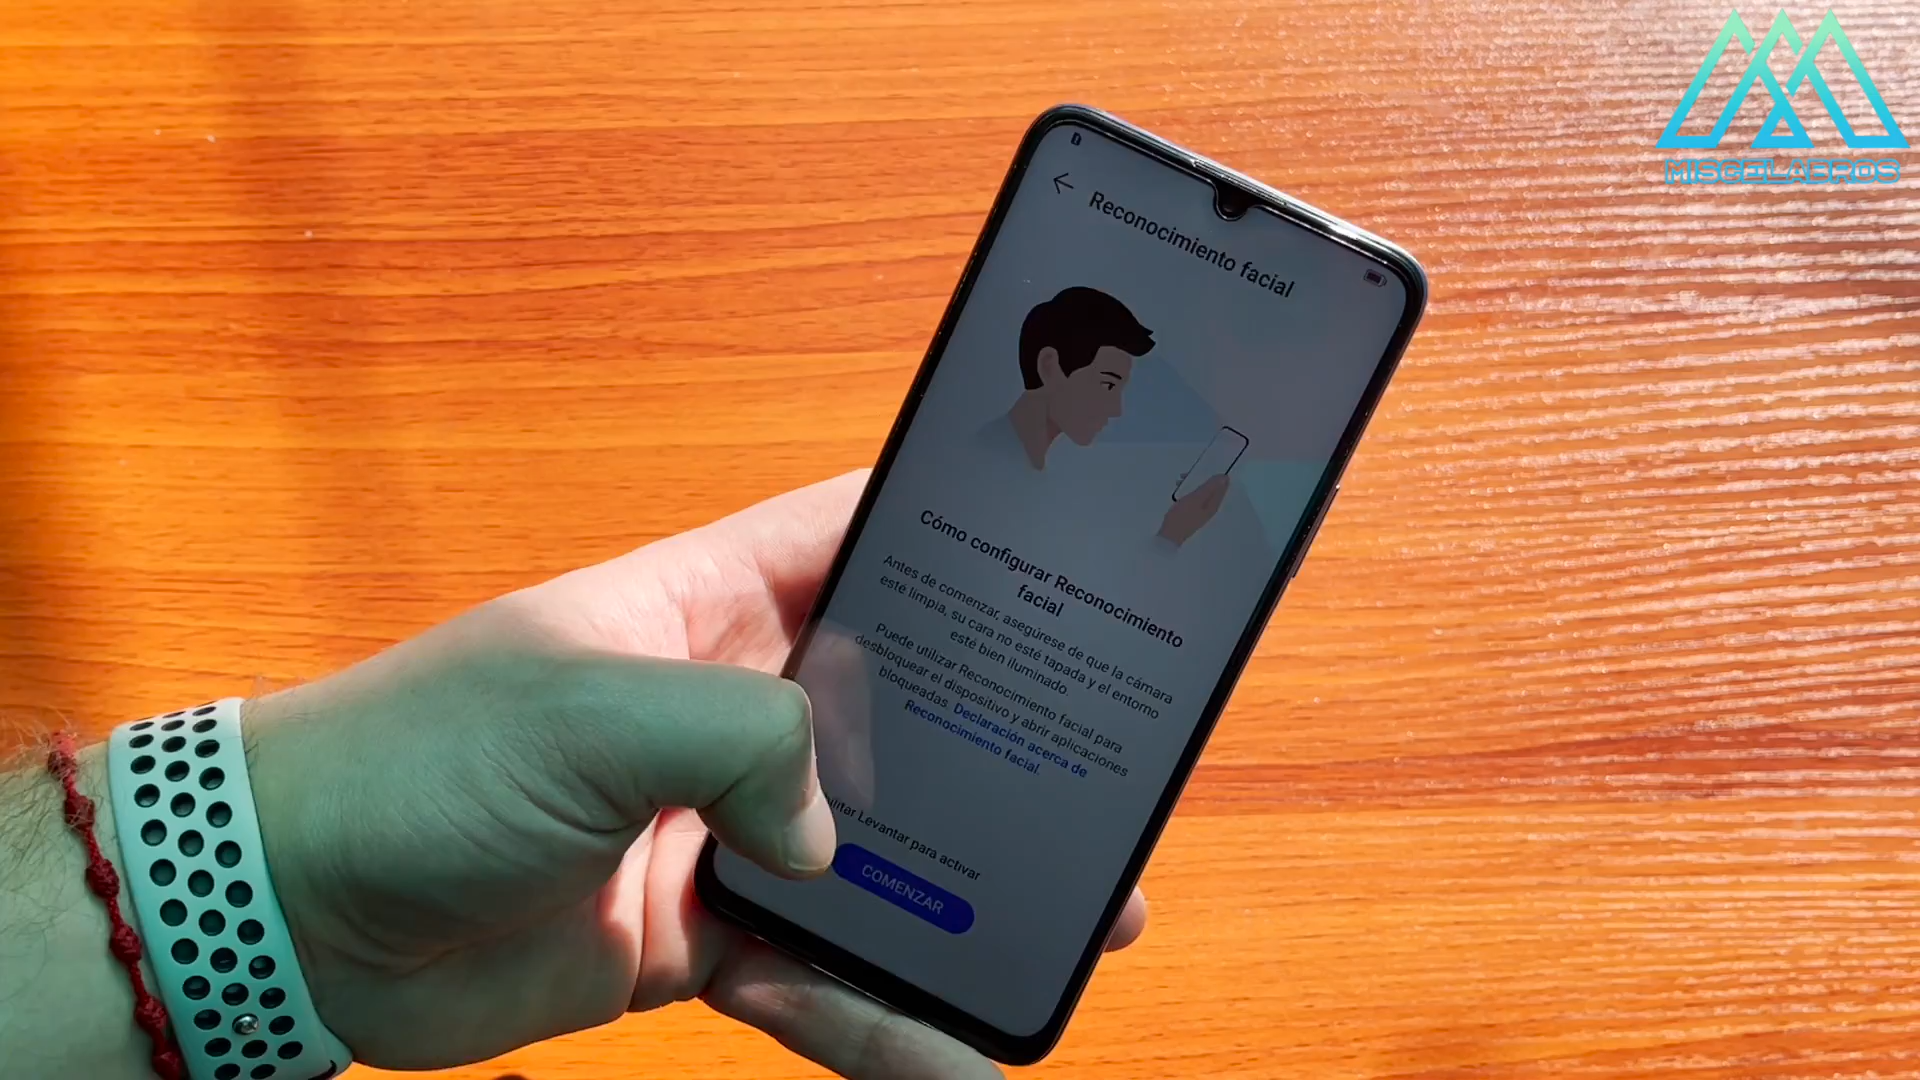 MISCELABROS
Reconocimiento facial
Cómo configurar Reconocimiento
facial
Antes de comenzar, asegúrese de que la cámara
esté limpia, su cara no esté tapada y el entorno
esté bien iluminado.
Puede utilizar Reconocimiento facial para
desbloquear el dispositivo y abrir aplicaciones
bloqueadas. Declaración acerca de
Reconocimiento facial.
Levantar para activar
COMENZAR